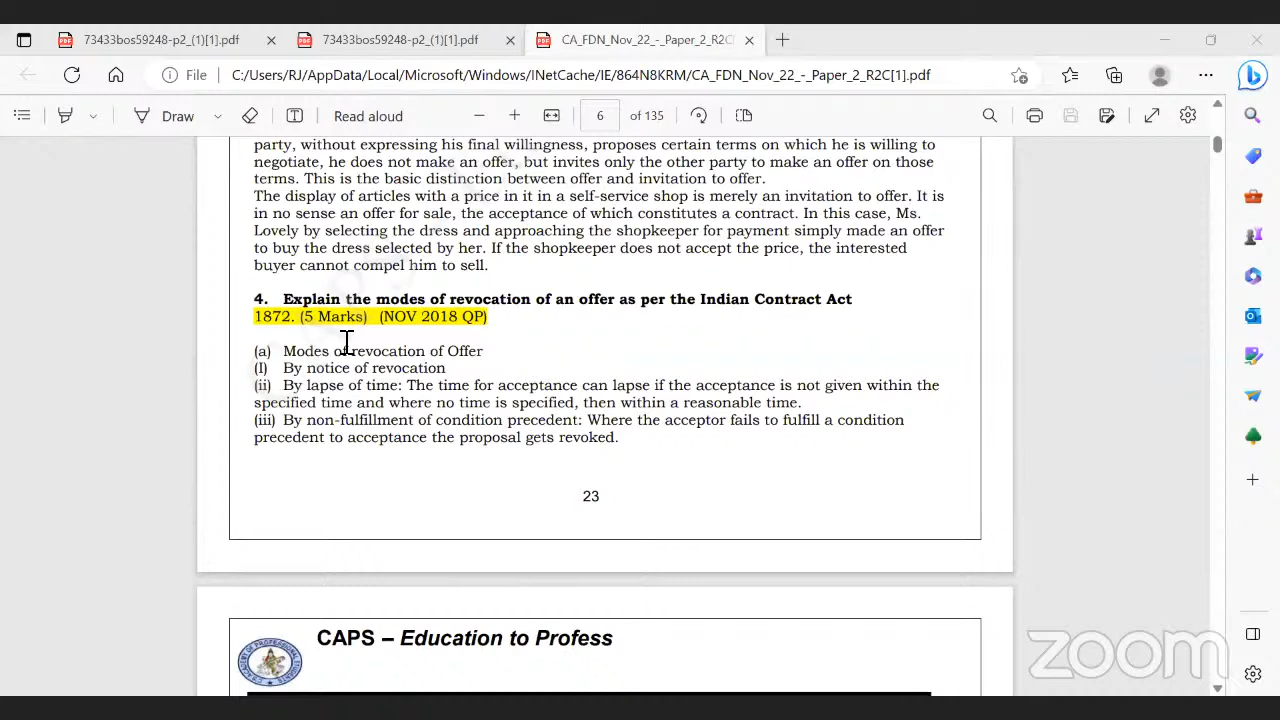 73433bos59248-p2_(1)[1].pdf
73433bos59248-p2_(1)[1].pdf
CA_FDN_Nov_22_-_Paper_2_R2C
File
C:/Users/RJ/AppData/Local/Microsoft/Windows/INetCache/IE/864N8KRM/CA_FDN_Nov_22_-_Paper_2_R2C[1].pdf
Draw
Read aloud
6
of 135
party, without expressing his final willingness, proposes certain terms on which he is willing to
negotiate, he does not make an offer, but invites only the other party to make an offer on those
terms. This is the basic distinction between offer and invitation to offer.
The display of articles with a price in it in a self-service shop is merely an invitation to offer. It is
in no sense an offer for sale, the acceptance of which constitutes a contract. In this case, Ms.
Lovely by selecting the dress and approaching the shopkeeper for payment simply made an offer
to buy the dress selected by her. If the shopkeeper does not accept the price, the interested
buyer cannot compel him to sell.
4. Explain the modes of revocation of an offer as per the Indian Contract Act
1872. (5 Marks) (NOV 2018 QP)
(a) Modes of revocation of Offer
(I) By notice of revocation
(ii) By lapse of time: The time for acceptance can lapse if the acceptance is not given within the
specified time and where no time is specified, then within a reasonable time.
(iii) By non-fulfillment of condition precedent: Where the acceptor fails to fulfill a condition
precedent to acceptance the proposal gets revoked.
23
CAPS – Education to Profess
zoom